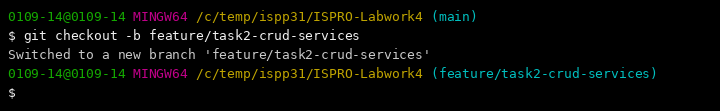 0109-14@0109-14 MINGW64 /c/temp/ispp31/ISPRO-Labwork4 (main)
$ git checkout -b feature/task2-crud-services
Switched to a new branch 'feature/task2-crud-services'
0109-14@0109-14 MINGW64 /c/temp/ispp31/ISPRO-Labwork4 (feature/task2-crud-services)
$